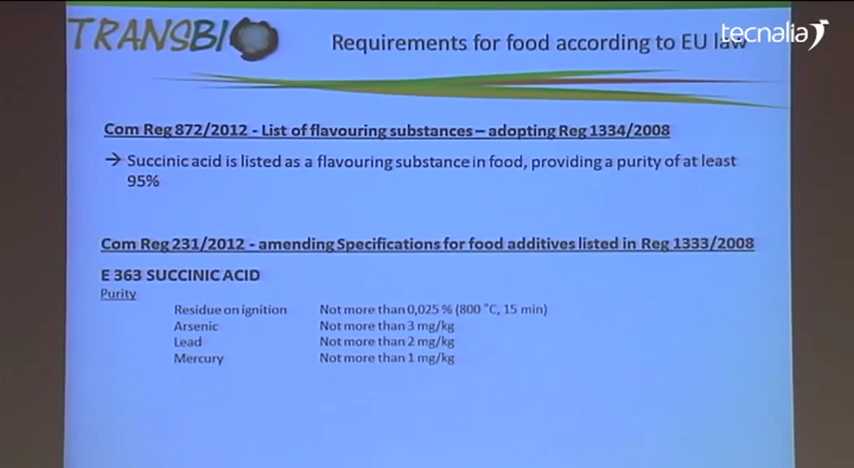 TRANSBIO
tecnalia
Requirements for food according to EU law
Com Reg 872/2012 - List of flavouring substances – adopting Reg 1334/2008
→ Succinic acid is listed as a flavouring substance in food, providing a purity of at least
95%
Com Reg 231/2012 - amending Specifications for food additives listed in Reg 1333/2008
E 363 SUCCINIC ACID
Purity
Residue on ignition Not more than 0,025 % (800 °C, 15 min)
Arsenic Not more than 3 mg/kg
Lead Not more than 2 mg/kg
Mercury Not more than 1 mg/kg